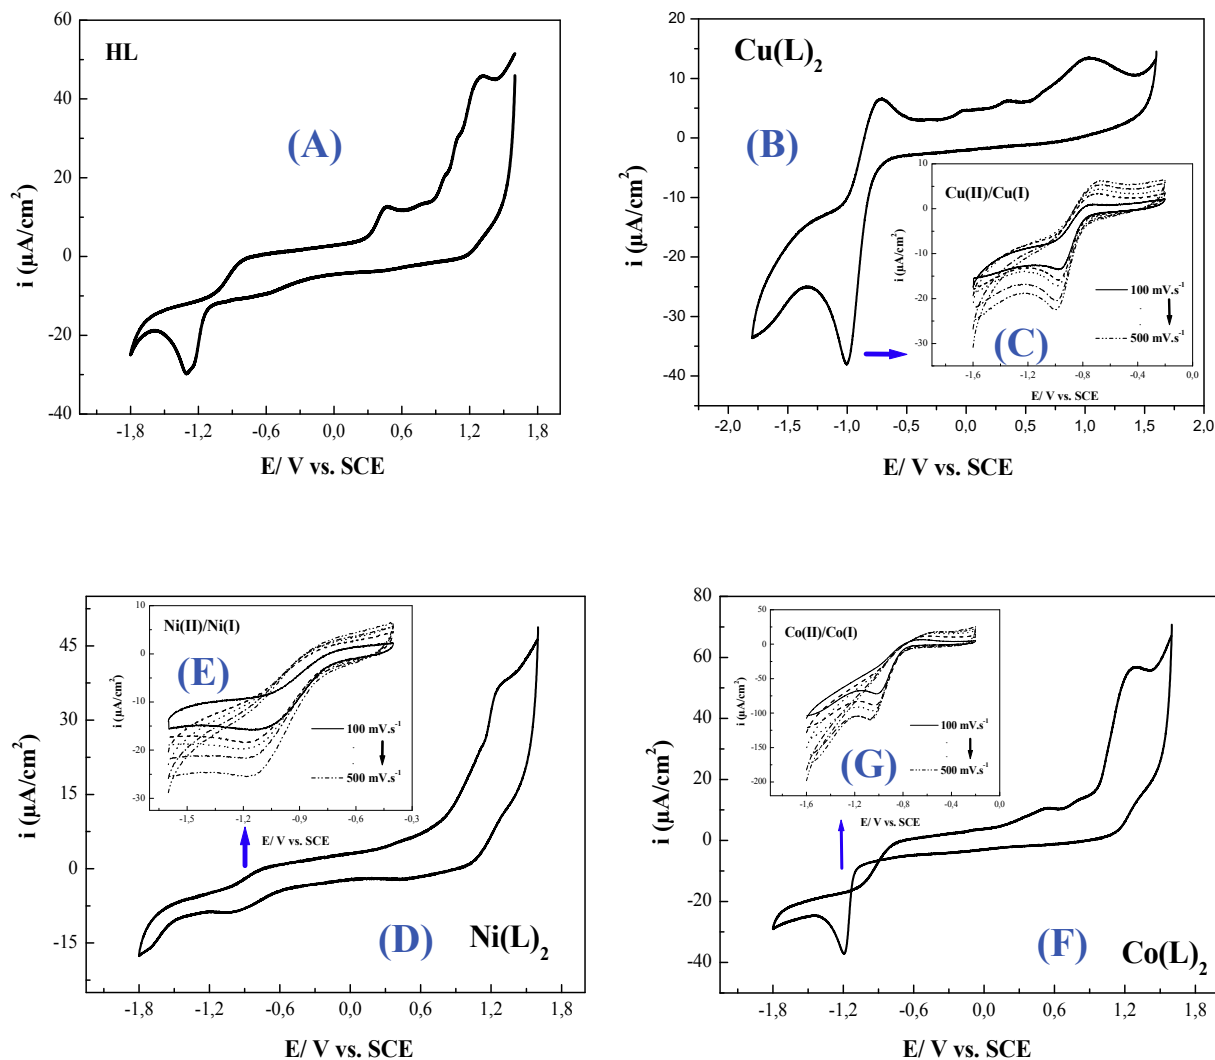 HL
(A)
60
40
20
0
-20
-40
-1,8 -1,2 -0,6 0,0 0,6 1,2 1,8
i (µA/cm²)
E/ V vs. SCE
Cu(L)₂
(B)
20
10
0
-10
-20
-30
-40
-2,0 -1,5 -1,0 -0,5 0,0 0,5 1,0 1,5 2,0
i (µA/cm²)
E/ V vs. SCE
Cu(II)/Cu(I)
(C)
10
0
-10
-20
-30
100 mV.s⁻¹
500 mV.s⁻¹
-1,6 -1,2 -0,8 -0,4 0,0
i (µA/cm²)
E/ V vs. SCE
Ni(L)₂
(D)
45
30
15
0
-15
-1,8 -1,2 -0,6 0,0 0,6 1,2 1,8
i (µA/cm²)
E/ V vs. SCE
Ni(II)/Ni(I)
(E)
10
0
-10
-20
-30
100 mV.s⁻¹
500 mV.s⁻¹
-1,5 -1,2 -0,9 -0,6 -0,3
i (µA/cm²)
E/ V vs. SCE
Co(L)₂
(F)
80
60
40
20
0
-20
-40
-1,8 -1,2 -0,6 0,0 0,6 1,2 1,8
i (µA/cm²)
E/ V vs. SCE
Co(II)/Co(I)
(G)
50
0
-50
-100
-150
-200
100 mV.s⁻¹
500 mV.s⁻¹
-1,6 -1,2 -0,8 -0,4 0,0
i (µA/cm²)
E/ V vs. SCE